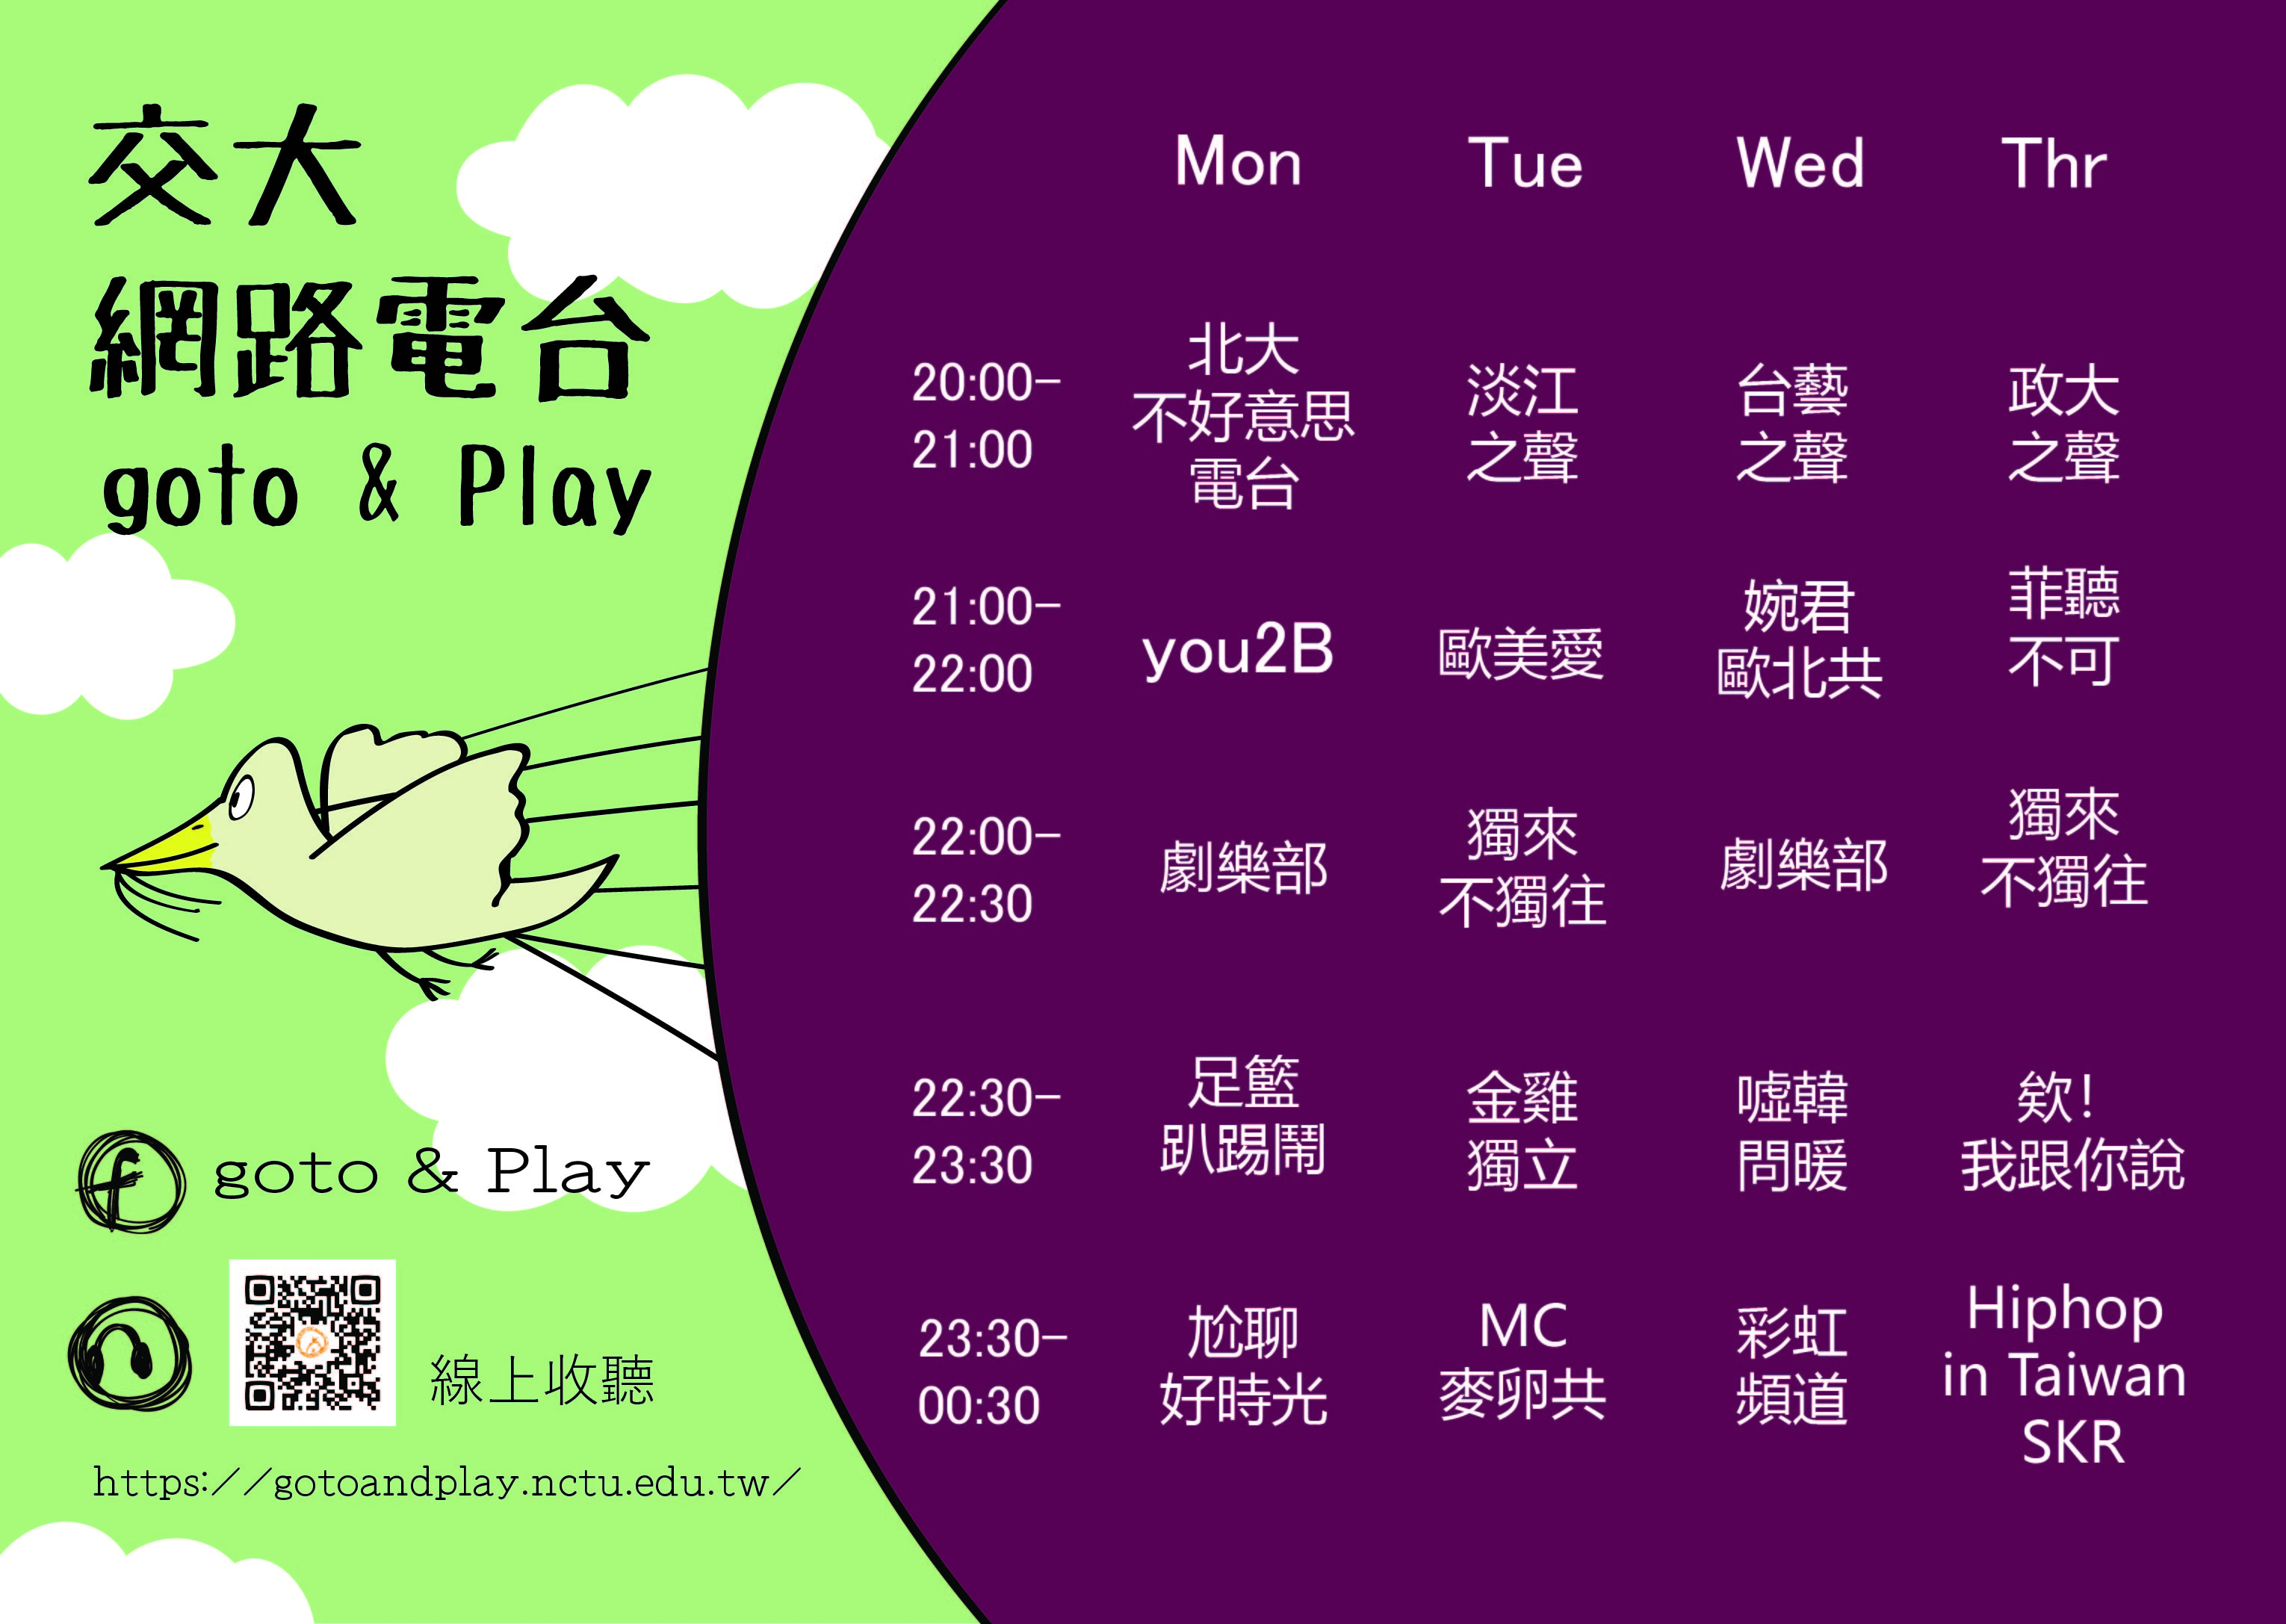 交大
網路電台
goto & Play
goto & Play
線上收聽
https://gotoandplay.nctu.edu.tw/
Mon Tue Wed Thr
20:00-
21:00
北大
不好意思
電台
淡江
之聲
台藝
之聲
政大
之聲
21:00-
22:00
you2B
歐美愛
婉君
歐北共
菲聽
不可
22:00-
22:30
劇樂部
獨來
不獨往
劇樂部
獨來
不獨往
22:30-
23:30
足籃
趴踢鬧
金雞
獨立
噓韓
問暖
欸!
我跟你說
23:30-
00:30
尬聊
好時光
MC
麥卵共
彩虹
頻道
Hiphop
in Taiwan
SKR